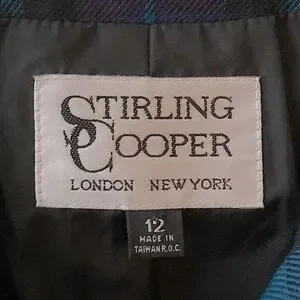 STIRLING
COOPER
LONDON NEW YORK
12
MADE IN
TAIWAN R.O.C.